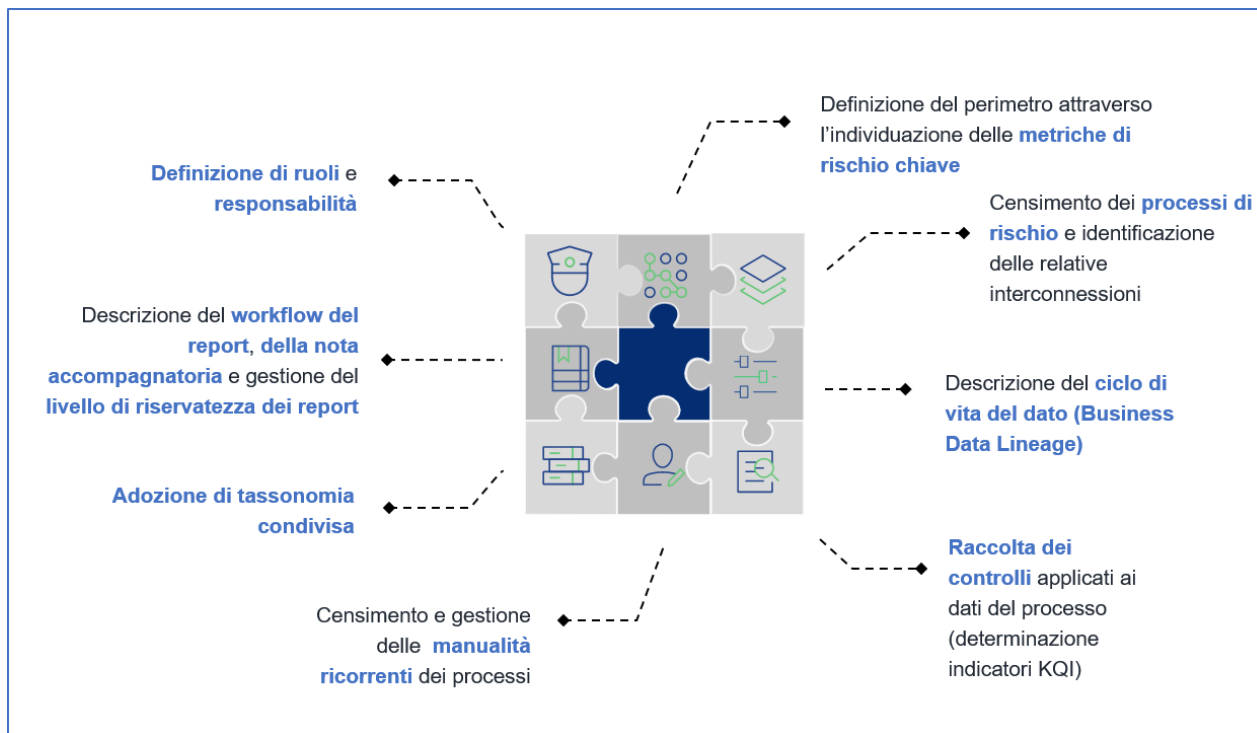 Definizione del perimetro attraverso
l'individuazione delle metriche di
rischio chiave
Definizione di ruoli e
responsabilità
Censimento dei processi di
rischio e identificazione
delle relative
interconnessioni
Descrizione del workflow del
report, della nota
accompagnatoria e gestione del
livello di riservatezza dei report
Descrizione del ciclo di
vita del dato (Business
Data Lineage)
Adozione di tassonomia
condivisa
Raccolta dei
controlli applicati ai
dati del processo
(determinazione
indicatori KQI)
Censimento e gestione
delle manualità
ricorrenti dei processi